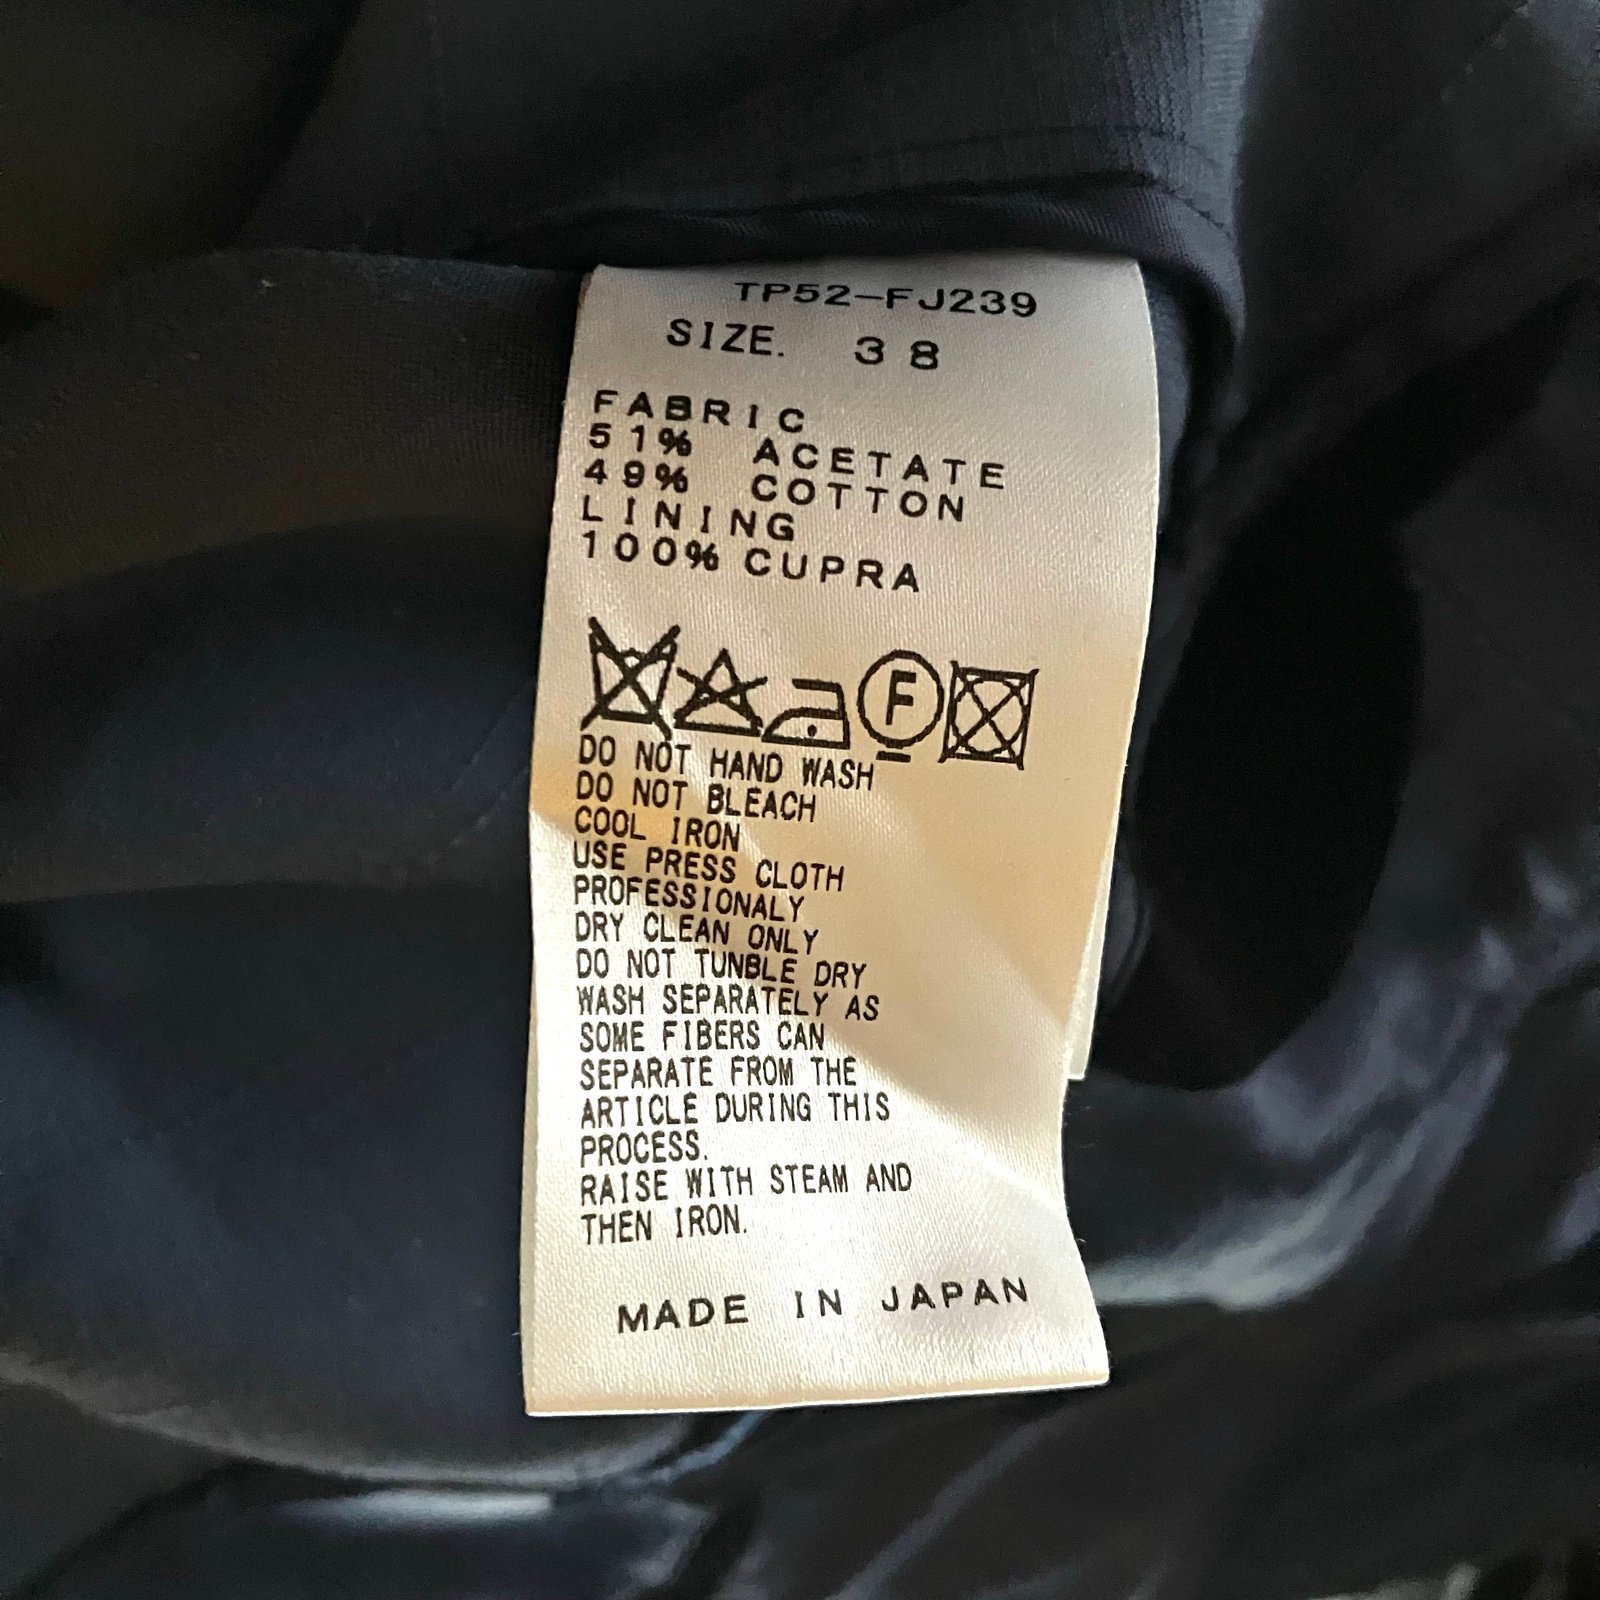 TP52-FJ239
SIZE. 38
FABRIC
51% ACETATE
49% COTTON
LINING
100% CUPRA
F
DO NOT HAND WASH
DO NOT BLEACH
COOL IRON
USE PRESS CLOTH
PROFESSIONALY
DRY CLEAN ONLY
DO NOT TUNBLE DRY
WASH SEPARATELY AS
SOME FIBERS CAN
SEPARATE FROM THE
ARTICLE DURING THIS
PROCESS.
RAISE WITH STEAM AND
THEN IRON.
MADE IN JAPAN